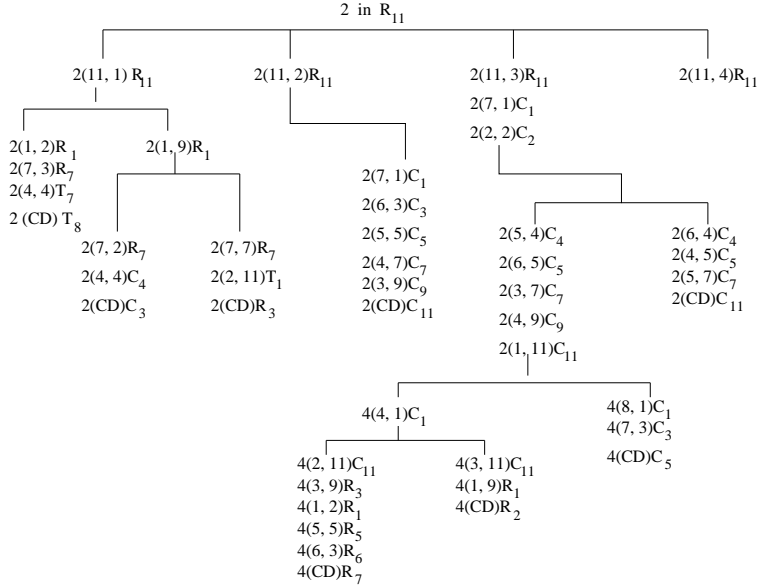 2 in R₁₁
2(11, 1) R₁₁
2(11, 2)R₁₁
2(11, 3)R₁₁
2(7, 1)C₁
2(2, 2)C₂
2(11, 4)R₁₁
2(1, 2)R₁
2(7, 3)R₇
2(4, 4)T₇
2 (CD) T₈
2(1, 9)R₁
2(7, 2)R₇
2(4, 4)C₄
2(CD)C₃
2(7, 7)R₇
2(2, 11)T₁
2(CD)R₃
2(7, 1)C₁
2(6, 3)C₃
2(5, 5)C₅
2(4, 7)C₇
2(3, 9)C₉
2(CD)C₁₁
2(5, 4)C₄
2(6, 5)C₅
2(3, 7)C₇
2(4, 9)C₉
2(1, 11)C₁₁
2(6, 4)C₄
2(4, 5)C₅
2(5, 7)C₇
2(CD)C₁₁
4(4, 1)C₁
4(8, 1)C₁
4(7, 3)C₃
4(CD)C₅
4(2, 11)C₁₁
4(3, 9)R₃
4(1, 2)R₁
4(5, 5)R₅
4(6, 3)R₆
4(CD)R₇
4(3, 11)C₁₁
4(1, 9)R₁
4(CD)R₂